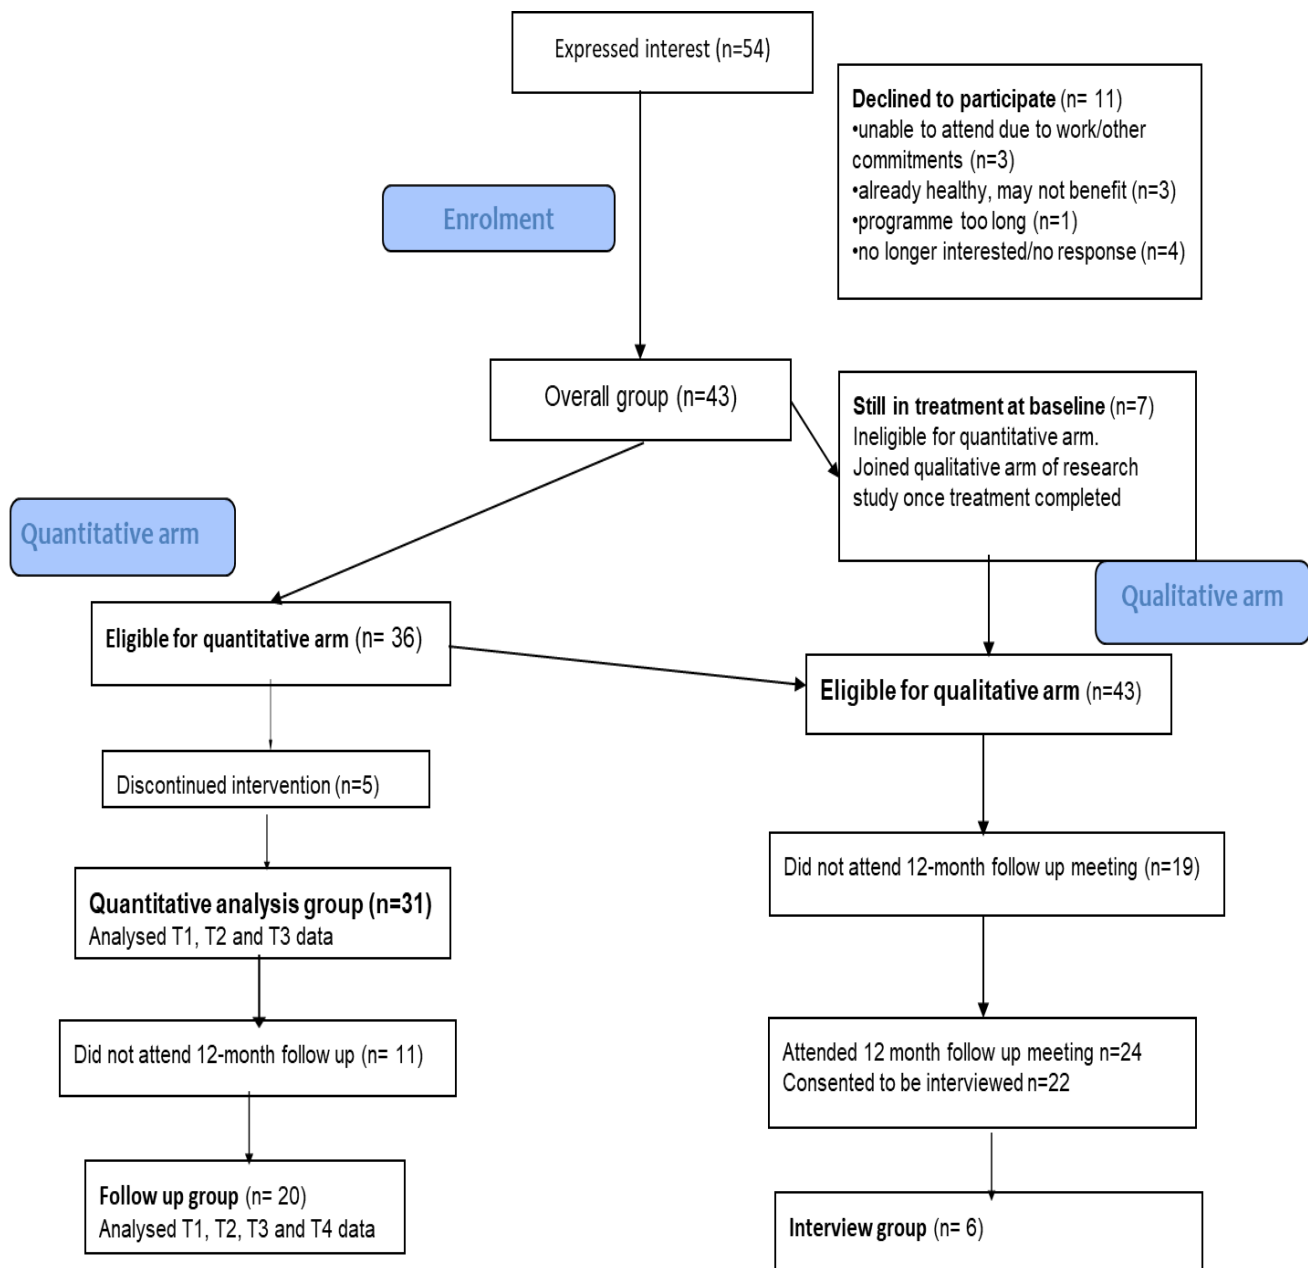 Expressed interest (n=54)
Declined to participate (n= 11)
•unable to attend due to work/other
commitments (n=3)
•already healthy, may not benefit (n=3)
•programme too long (n=1)
•no longer interested/no response (n=4)
Enrolment
Overall group (n=43)
Still in treatment at baseline (n=7)
Ineligible for quantitative arm.
Joined qualitative arm of research
study once treatment completed
Quantitative arm
Qualitative arm
Eligible for quantitative arm (n= 36)
Eligible for qualitative arm (n=43)
Discontinued intervention (n=5)
Did not attend 12-month follow up meeting (n=19)
Quantitative analysis group (n=31)
Analysed T1, T2 and T3 data
Did not attend 12-month follow up (n= 11)
Attended 12 month follow up meeting n=24
Consented to be interviewed n=22
Follow up group (n= 20)
Analysed T1, T2, T3 and T4 data
Interview group (n= 6)